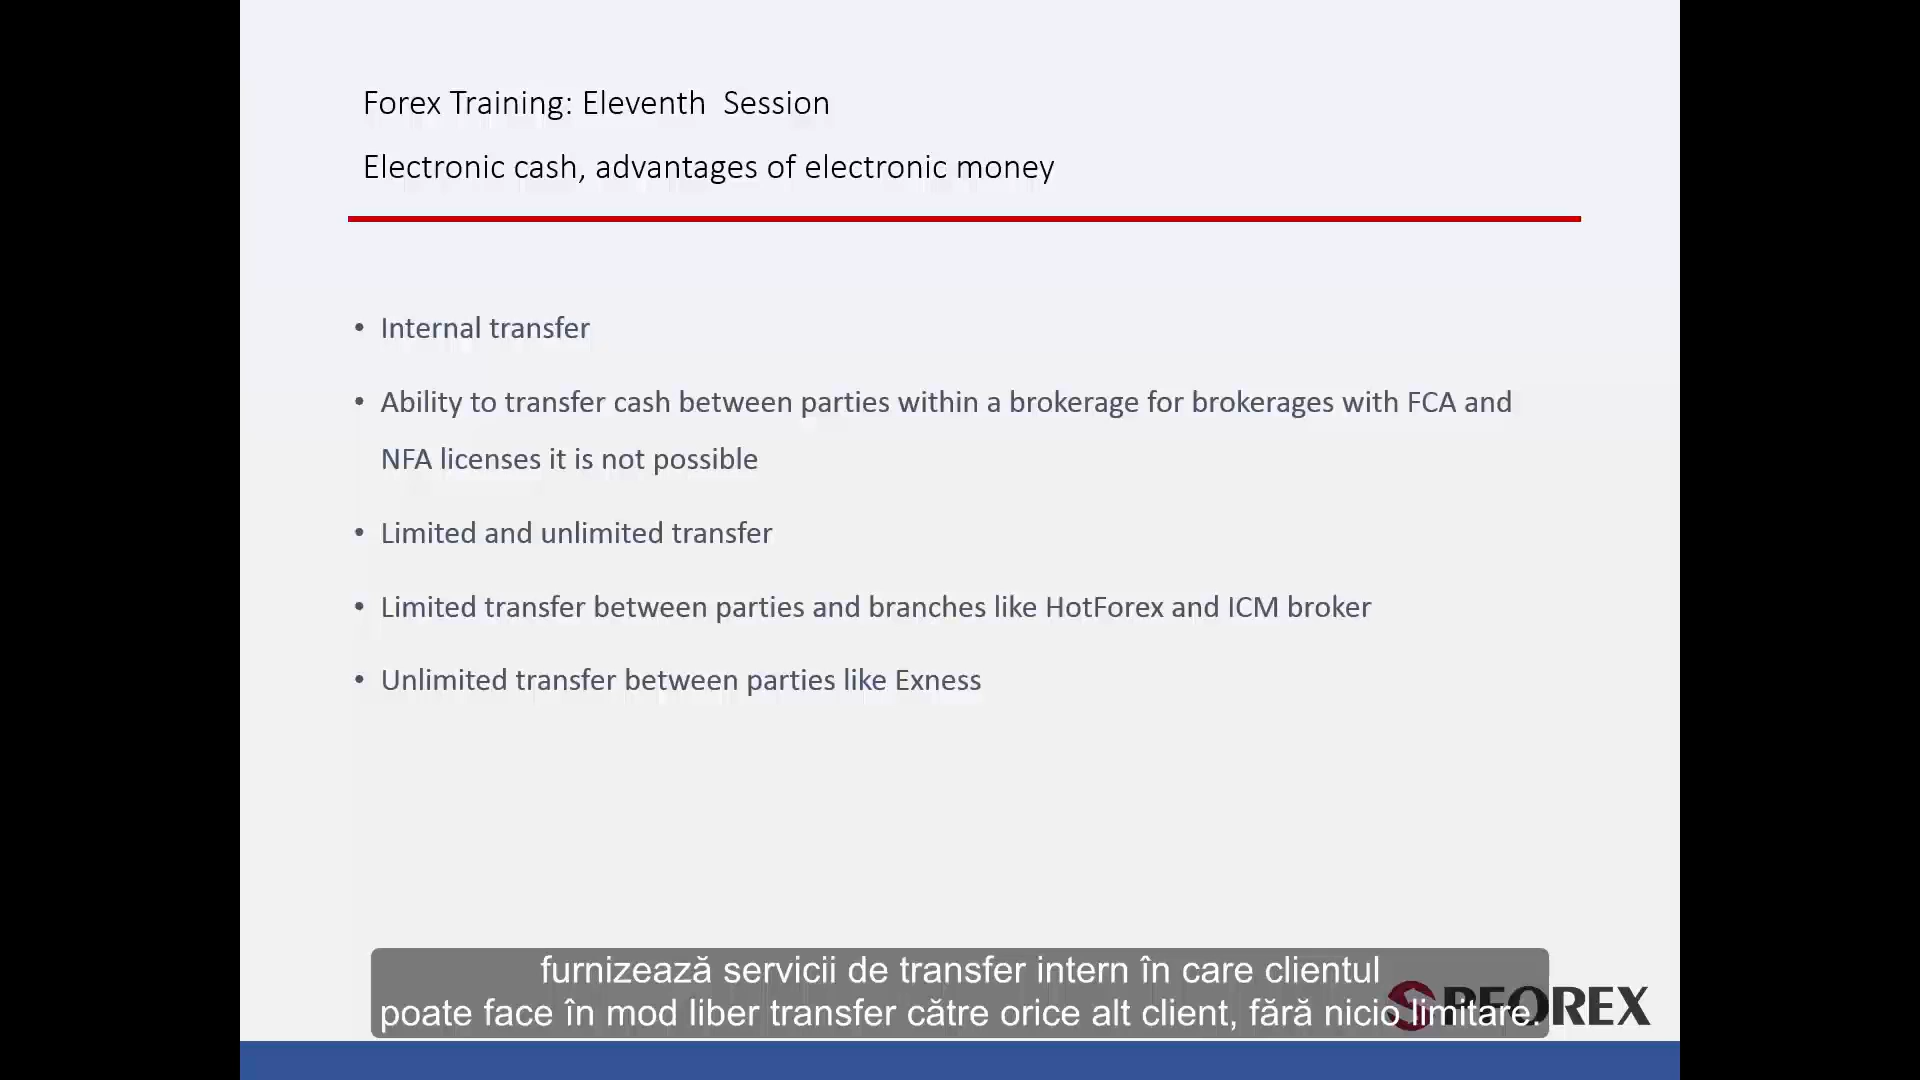 Forex Training: Eleventh Session
Electronic cash, advantages of electronic money
• Internal transfer
• Ability to transfer cash between parties within a brokerage for brokerages with FCA and
NFA licenses it is not possible
• Limited and unlimited transfer
• Limited transfer between parties and branches like HotForex and ICM broker
• Unlimited transfer between parties like Exness
furnizează servicii de transfer intern în care clientul
poate face în mod liber transfer către orice alt client, fără nicio limitare.